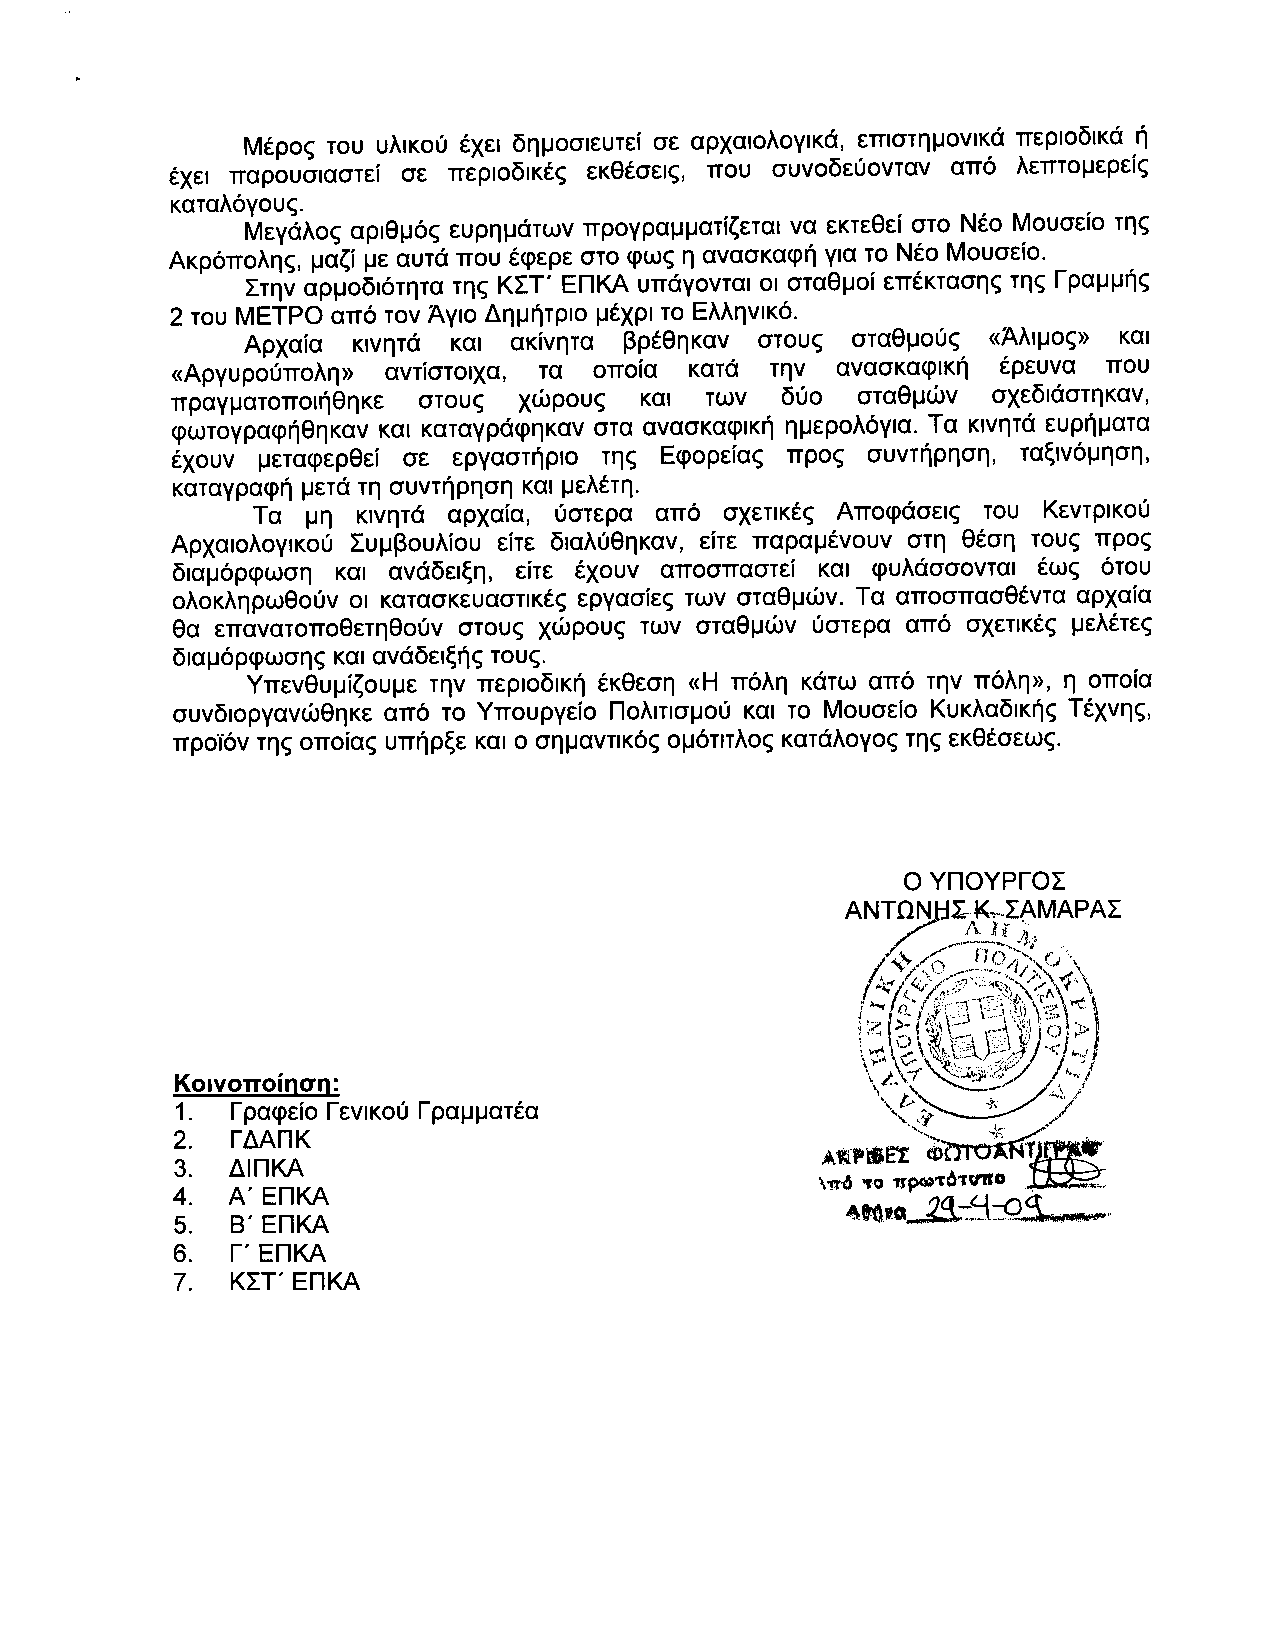 Μέρος του υλικού έχει δημοσιευτεί σε αρχαιολογικά, επιστημονικά περιοδικά ή
έχει παρουσιαστεί σε περιοδικές εκθέσεις, που συνοδεύονταν από λεπτομερείς
καταλόγους.
Μεγάλος αριθμός ευρημάτων προγραμματίζεται να εκτεθεί στο Νέο Μουσείο της
Ακρόπολης, μαζί με αυτά που έφερε στο φως η ανασκαφή για το Νέο Μουσείο.
Στην αρμοδιότητα της ΚΣΤ΄ ΕΠΚΑ υπάγονται οι σταθμοί επέκτασης της Γραμμής
2 του ΜΕΤΡΟ από τον Άγιο Δημήτριο μέχρι το Ελληνικό.
Αρχαία κινητά και ακίνητα βρέθηκαν στους σταθμούς «Άλιμος» και
«Αργυρούπολη» αντίστοιχα, τα οποία κατά την ανασκαφική έρευνα που
πραγματοποιήθηκε στους χώρους και των δύο σταθμών σχεδιάστηκαν,
φωτογραφήθηκαν και καταγράφηκαν στα ανασκαφική ημερολόγια. Τα κινητά ευρήματα
έχουν μεταφερθεί σε εργαστήριο της Εφορείας προς συντήρηση, ταξινόμηση,
καταγραφή μετά τη συντήρηση και μελέτη.
Τα μη κινητά αρχαία, ύστερα από σχετικές Αποφάσεις του Κεντρικού
Αρχαιολογικού Συμβουλίου είτε διαλύθηκαν, είτε παραμένουν στη θέση τους προς
διαμόρφωση και ανάδειξη, είτε έχουν αποσπαστεί και φυλάσσονται έως ότου
ολοκληρωθούν οι κατασκευαστικές εργασίες των σταθμών. Τα αποσπασθέντα αρχαία
θα επανατοποθετηθούν στους χώρους των σταθμών ύστερα από σχετικές μελέτες
διαμόρφωσης και ανάδειξής τους.
Υπενθυμίζουμε την περιοδική έκθεση «Η πόλη κάτω από την πόλη», η οποία
συνδιοργανώθηκε από το Υπουργείο Πολιτισμού και το Μουσείο Κυκλαδικής Τέχνης,
προϊόν της οποίας υπήρξε και ο σημαντικός ομότιτλος κατάλογος της εκθέσεως.
Ο ΥΠΟΥΡΓΟΣ
ΑΝΤΩΝΗΣ Κ. ΣΑΜΑΡΑΣ
ΕΛΛΗΝΙΚΗ ΔΗΜΟΚΡΑΤΙΑ
ΥΠΟΥΡΓΕΙΟ ΠΟΛΙΤΙΣΜΟΥ
Κοινοποίηση:
1. Γραφείο Γενικού Γραμματέα
2. ΓΔΑΠΚ
3. ΔΙΠΚΑ
4. Α΄ ΕΠΚΑ
5. Β΄ ΕΠΚΑ
6. Γ΄ ΕΠΚΑ
7. ΚΣΤ΄ ΕΠΚΑ
ΑΚΡΙΒΕΣ ΦΩΤΟΑΝΤΙΓΡΑΦΟ
Από το πρωτότυπο
Αθήνα 29-4-09